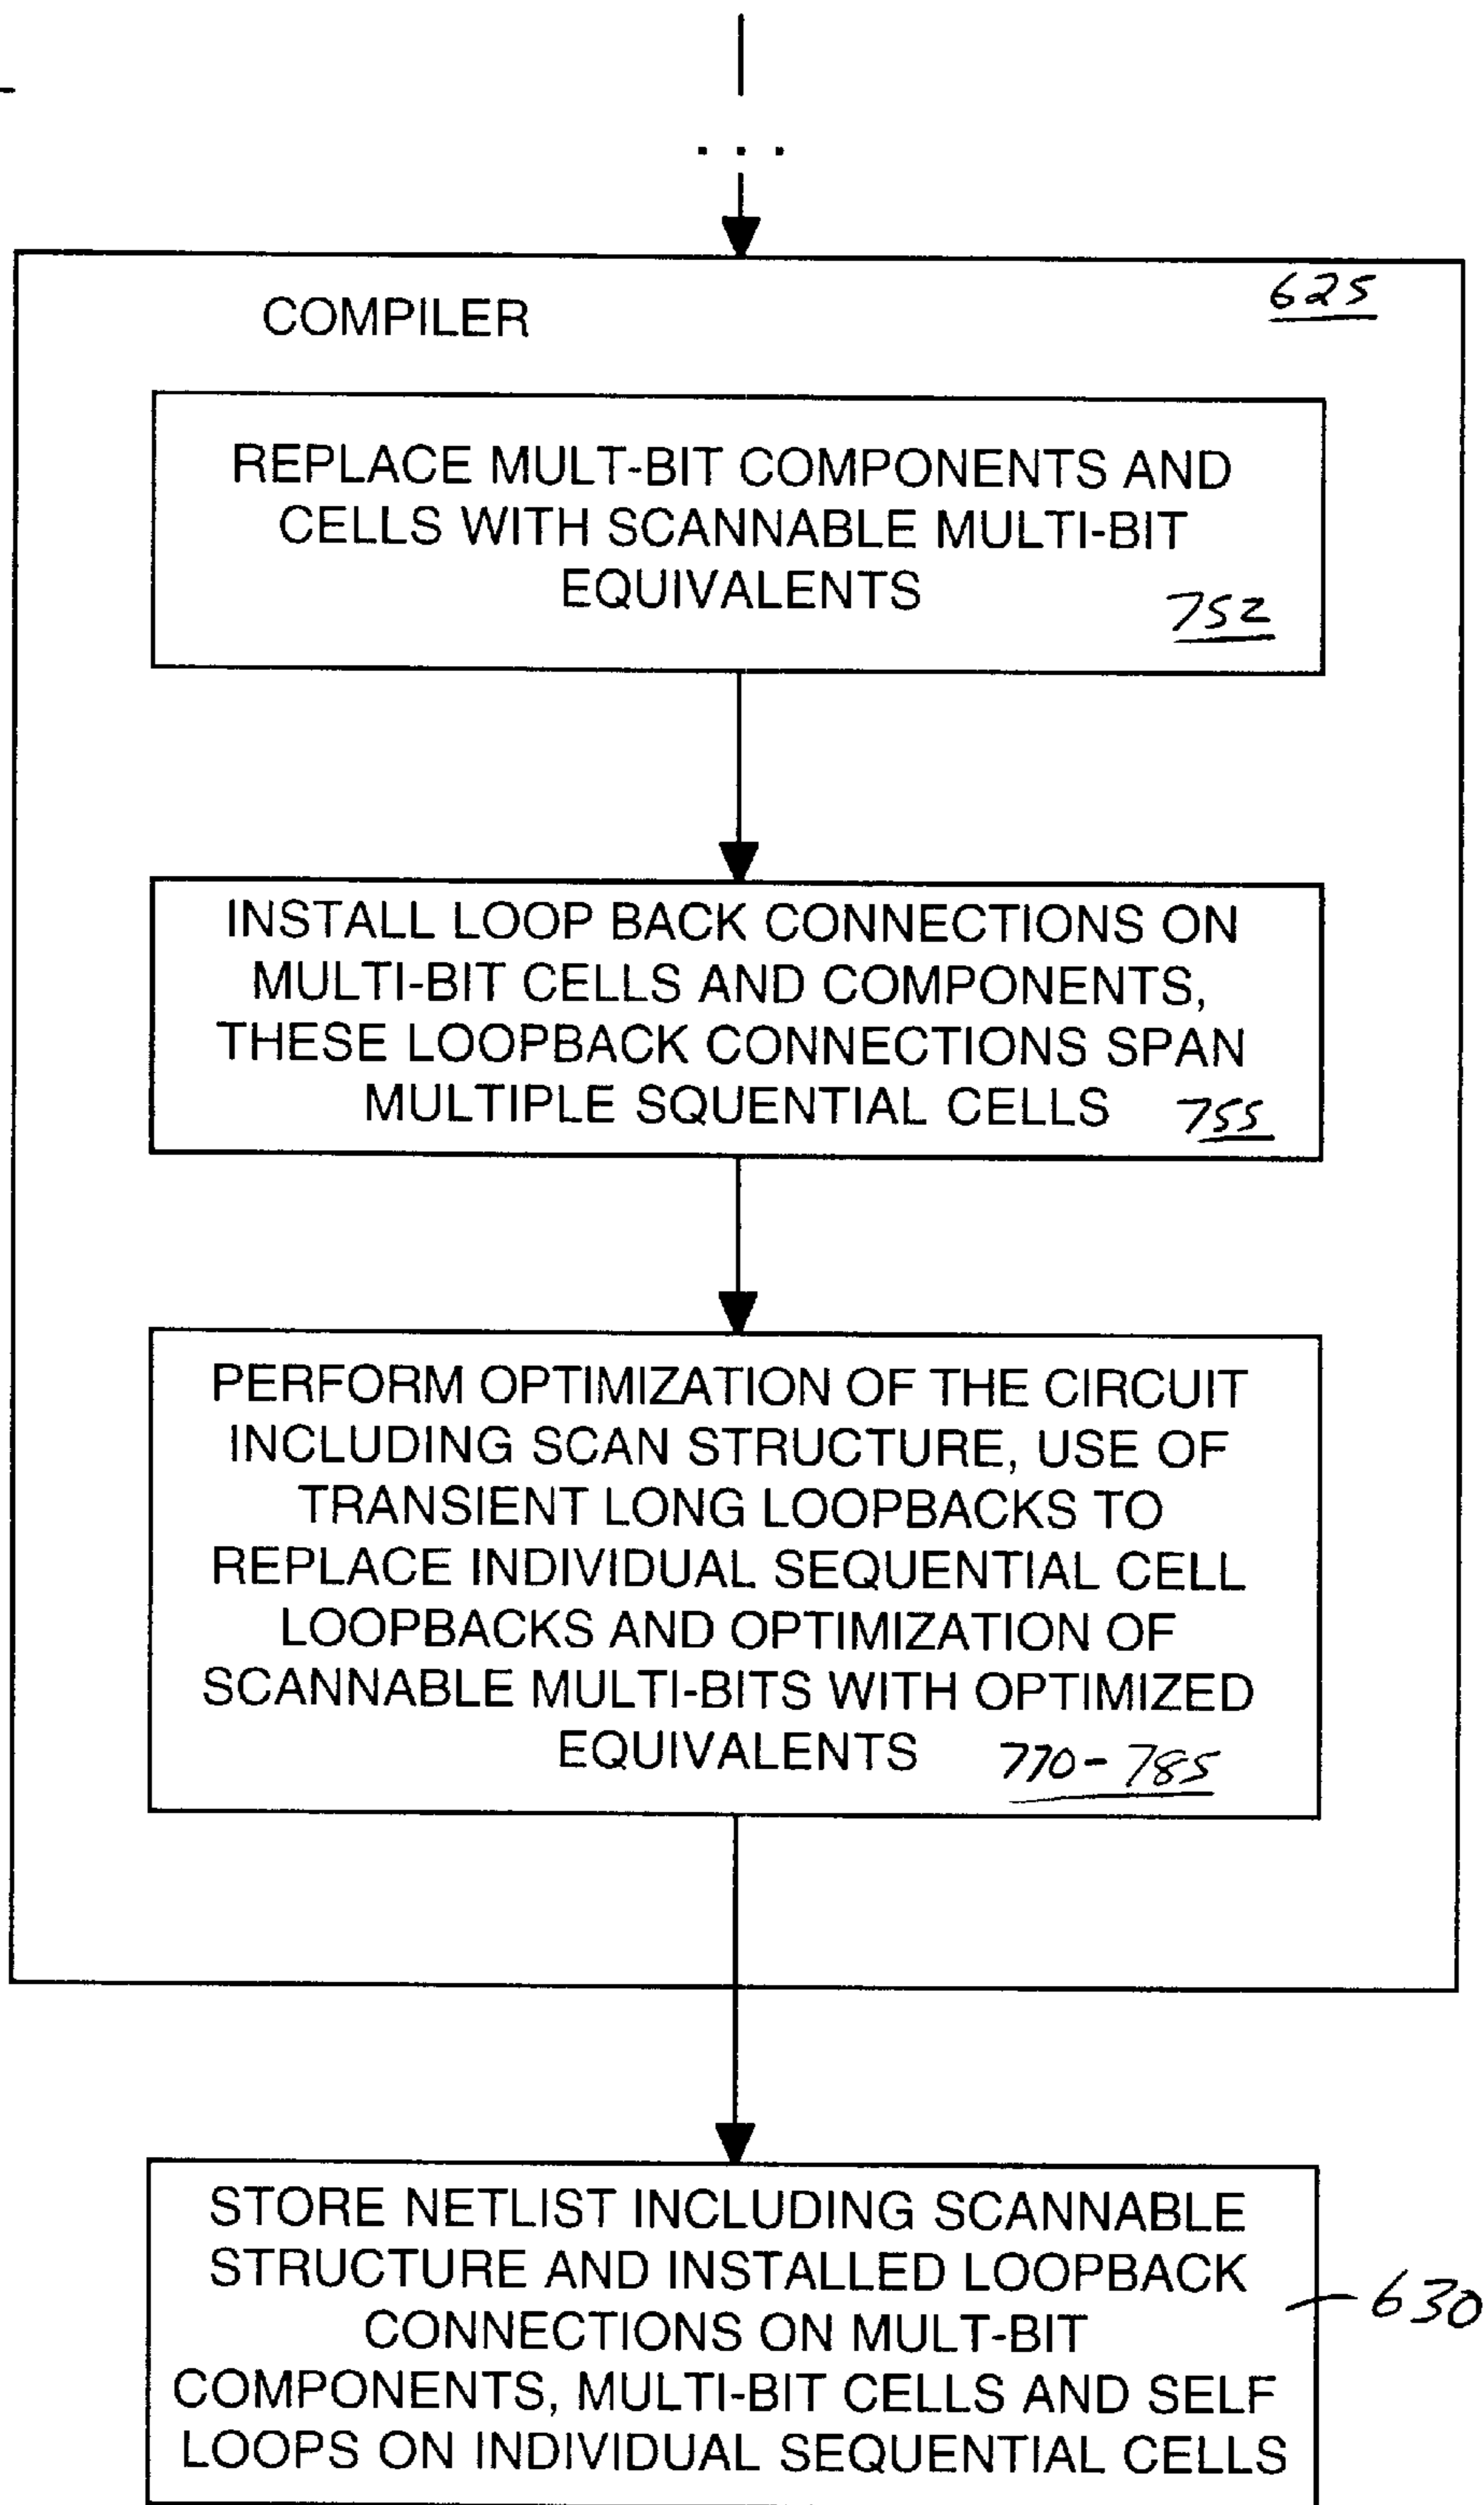 . . .
COMPILER 625
REPLACE MULT-BIT COMPONENTS AND
CELLS WITH SCANNABLE MULTI-BIT
EQUIVALENTS 752
INSTALL LOOP BACK CONNECTIONS ON
MULTI-BIT CELLS AND COMPONENTS,
THESE LOOPBACK CONNECTIONS SPAN
MULTIPLE SQUENTIAL CELLS 755
PERFORM OPTIMIZATION OF THE CIRCUIT
INCLUDING SCAN STRUCTURE, USE OF
TRANSIENT LONG LOOPBACKS TO
REPLACE INDIVIDUAL SEQUENTIAL CELL
LOOPBACKS AND OPTIMIZATION OF
SCANNABLE MULTI-BITS WITH OPTIMIZED
EQUIVALENTS 770-785
STORE NETLIST INCLUDING SCANNABLE
STRUCTURE AND INSTALLED LOOPBACK
CONNECTIONS ON MULT-BIT
COMPONENTS, MULTI-BIT CELLS AND SELF
LOOPS ON INDIVIDUAL SEQUENTIAL CELLS
630